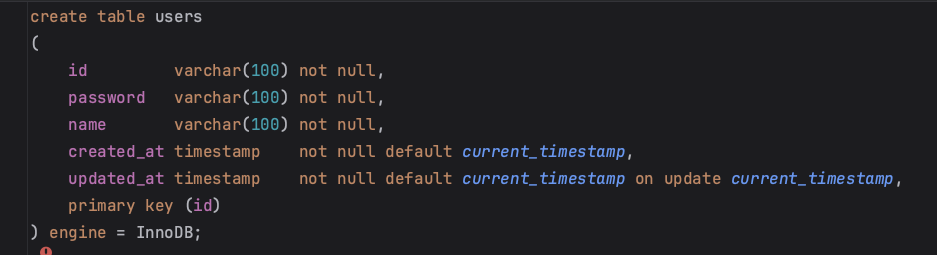 create table users
(
    id         varchar(100) not null,
    password   varchar(100) not null,
    name       varchar(100) not null,
    created_at timestamp    not null default current_timestamp,
    updated_at timestamp    not null default current_timestamp on update current_timestamp,
    primary key (id)
) engine = InnoDB;